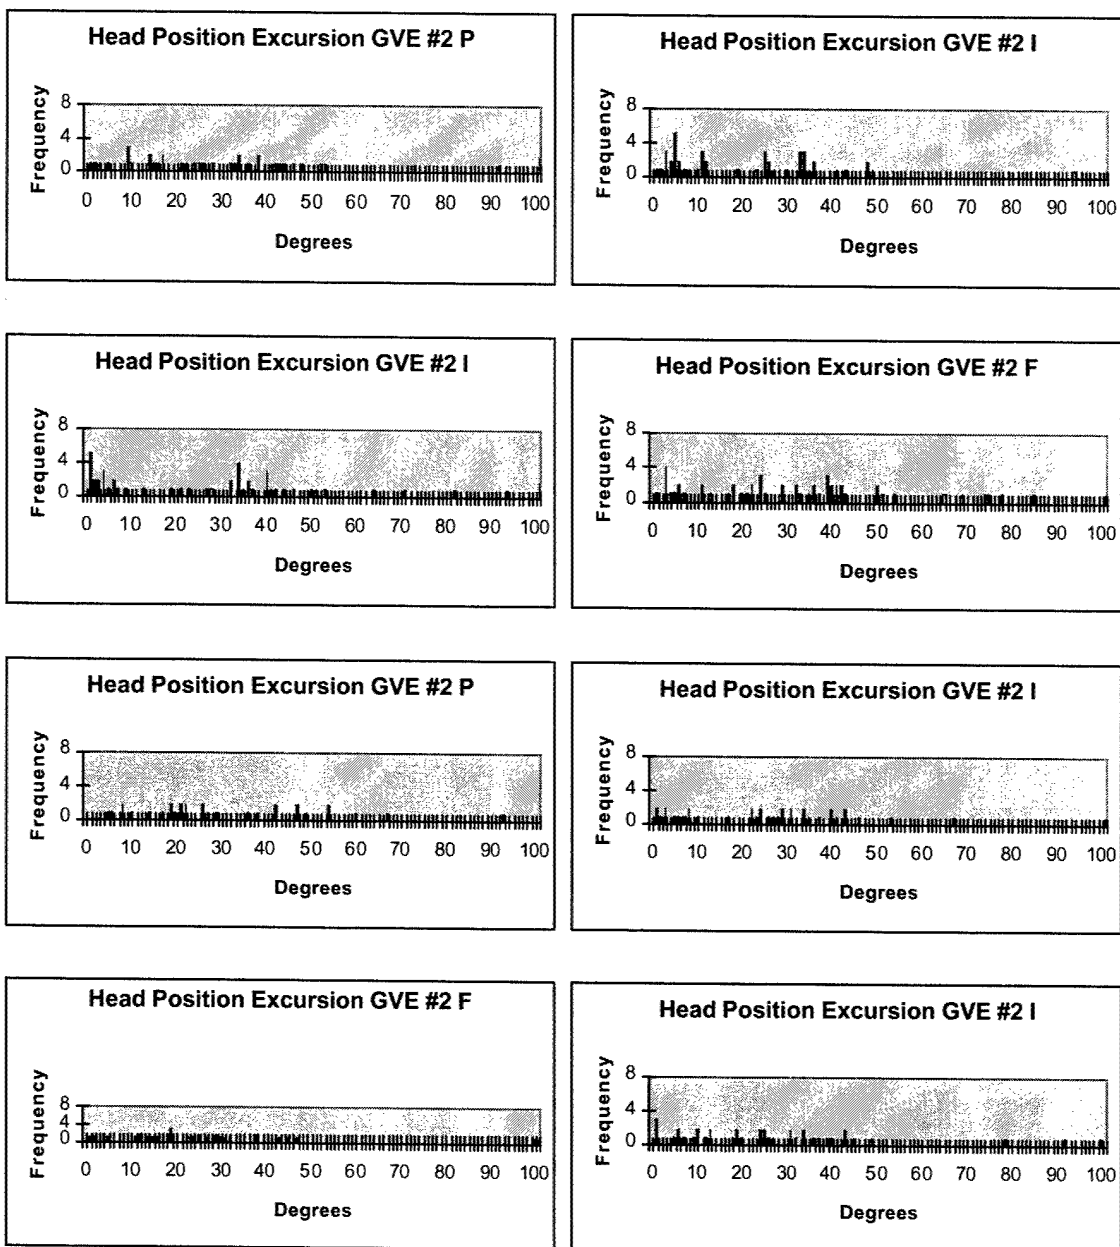 Head Position Excursion GVE #2 P
Frequency
8
4
0
0 10 20 30 40 50 60 70 80 90 100
Degrees
Head Position Excursion GVE #2 I
Frequency
8
4
0
0 10 20 30 40 50 60 70 80 90 100
Degrees
Head Position Excursion GVE #2 I
Frequency
8
4
0
0 10 20 30 40 50 60 70 80 90 100
Degrees
Head Position Excursion GVE #2 F
Frequency
8
4
0
0 10 20 30 40 50 60 70 80 90 100
Degrees
Head Position Excursion GVE #2 P
Frequency
8
4
0
0 10 20 30 40 50 60 70 80 90 100
Degrees
Head Position Excursion GVE #2 I
Frequency
8
4
0
0 10 20 30 40 50 60 70 80 90 100
Degrees
Head Position Excursion GVE #2 F
Frequency
8
4
0
0 10 20 30 40 50 60 70 80 90 100
Degrees
Head Position Excursion GVE #2 I
Frequency
8
4
0
0 10 20 30 40 50 60 70 80 90 100
Degrees